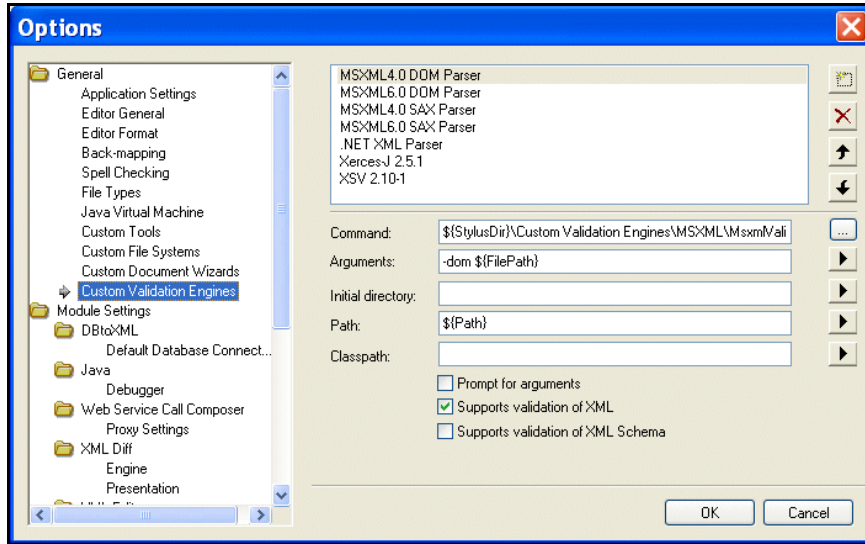 Options
General
Application Settings
Editor General
Editor Format
Back-mapping
Spell Checking
File Types
Java Virtual Machine
Custom Tools
Custom File Systems
Custom Document Wizards
Custom Validation Engines
Module Settings
DBtoXML
Default Database Connect...
Java
Debugger
Web Service Call Composer
Proxy Settings
XML Diff
Engine
Presentation
MSXML4.0 DOM Parser
MSXML6.0 DOM Parser
MSXML4.0 SAX Parser
MSXML6.0 SAX Parser
.NET XML Parser
Xerces-J 2.5.1
XSV 2.10-1
Command: ${StylusDir}\Custom Validation Engines\MSXML\MsxmlVali ...
Arguments: -dom ${FilePath}
Initial directory:
Path: ${Path}
Classpath:
Prompt for arguments
Supports validation of XML
Supports validation of XML Schema
OK Cancel